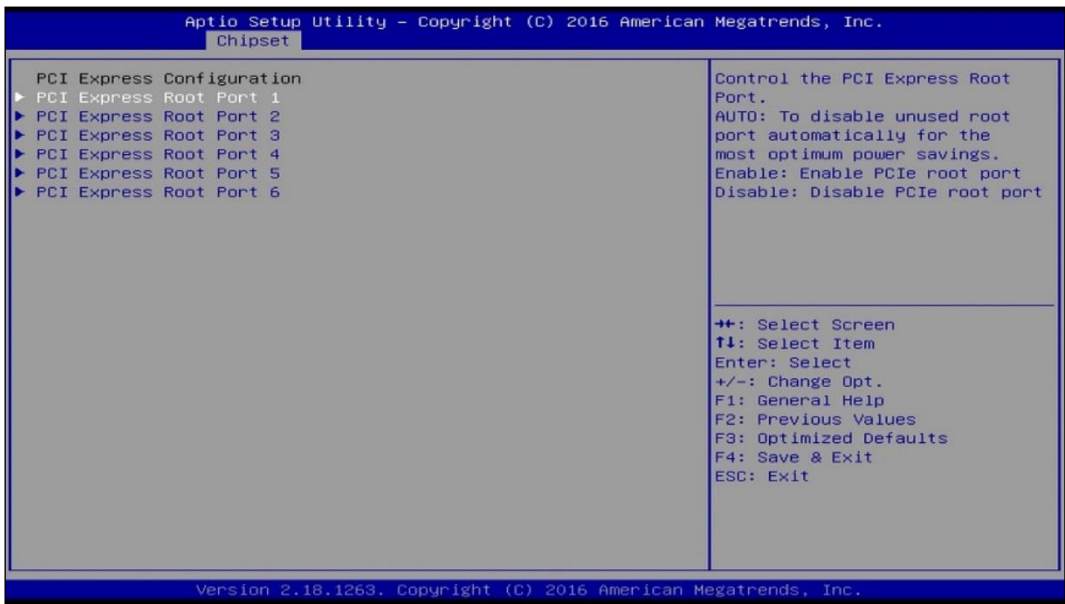 Aptio Setup Utility – Copyright (C) 2016 American Megatrends, Inc.
Chipset
PCI Express Configuration
► PCI Express Root Port 1
► PCI Express Root Port 2
► PCI Express Root Port 3
► PCI Express Root Port 4
► PCI Express Root Port 5
► PCI Express Root Port 6
Control the PCI Express Root
Port.
AUTO: To disable unused root
port automatically for the
most optimum power savings.
Enable: Enable PCIe root port
Disable: Disable PCIe root port
→←: Select Screen
↑↓: Select Item
Enter: Select
+/-: Change Opt.
F1: General Help
F2: Previous Values
F3: Optimized Defaults
F4: Save & Exit
ESC: Exit
Version 2.18.1263. Copyright (C) 2016 American Megatrends, Inc.